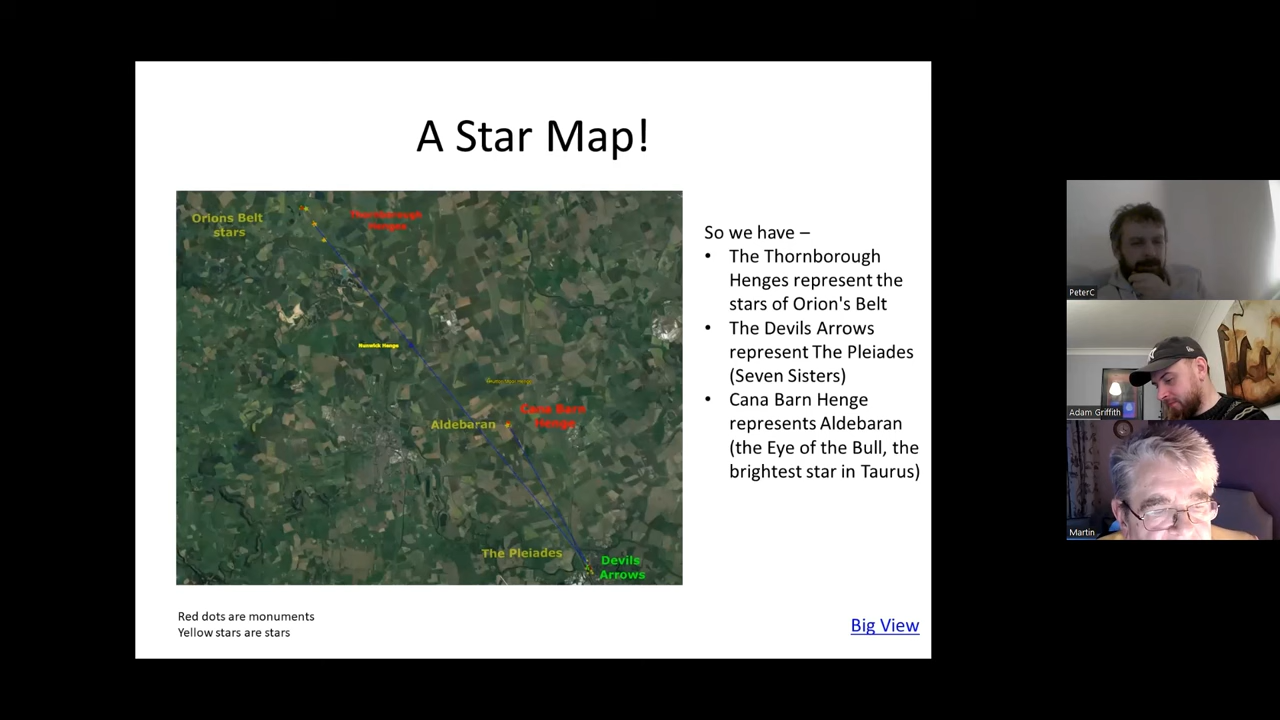 A Star Map!
Orions Belt
stars
Thornborough
Henges
Nunwick Henge
Cana Barn
Henge
Aldebaran
The Pleiades
Devils
Arrows
So we have –
• The Thornborough
Henges represent the
stars of Orion's Belt
• The Devils Arrows
represent The Pleiades
(Seven Sisters)
• Cana Barn Henge
represents Aldebaran
(the Eye of the Bull, the
brightest star in Taurus)
Red dots are monuments
Yellow stars are stars
Big View
PeterC
Adam Griffith
Martin